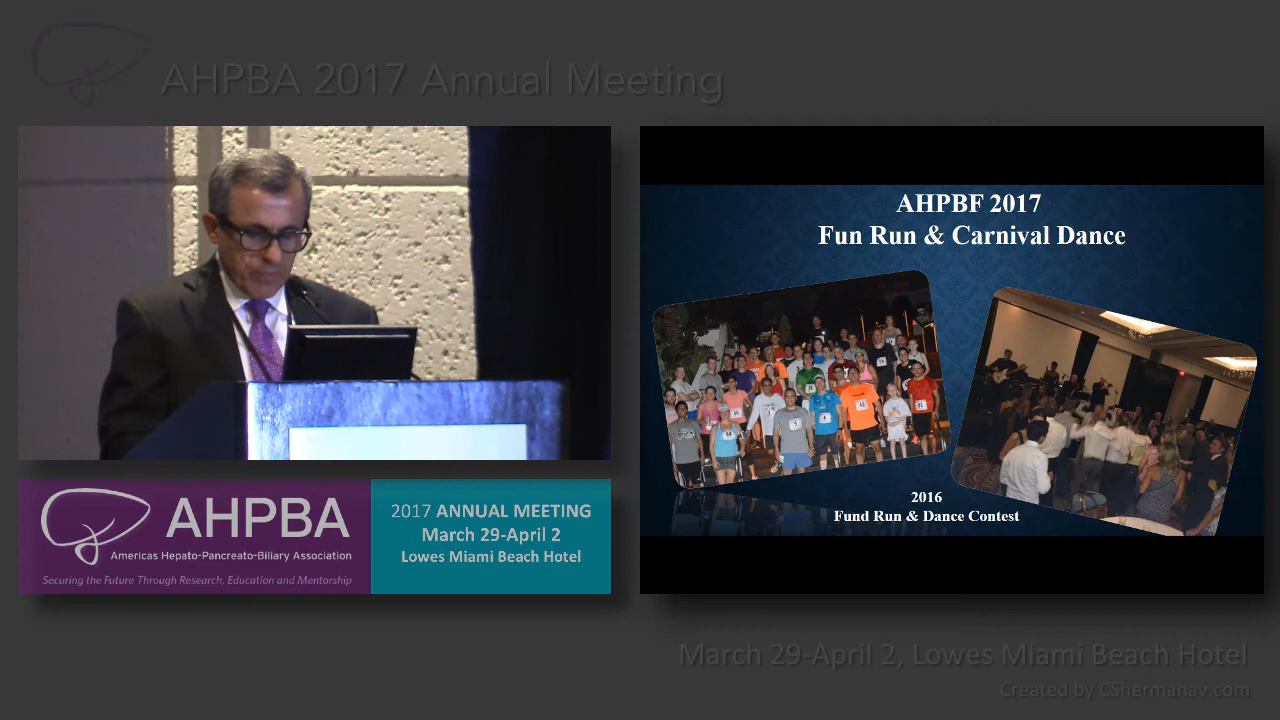 AHPBA 2017 Annual Meeting
AHPBF 2017
Fun Run & Carnival Dance
2016
Fund Run & Dance Contest
AHPBA
Americas Hepato-Pancreato-Biliary Association
Securing the Future Through Research, Education and Mentorship
2017 ANNUAL MEETING
March 29-April 2
Lowes Miami Beach Hotel
March 29-April 2, Lowes Miami Beach Hotel
Created by CShermanav.com